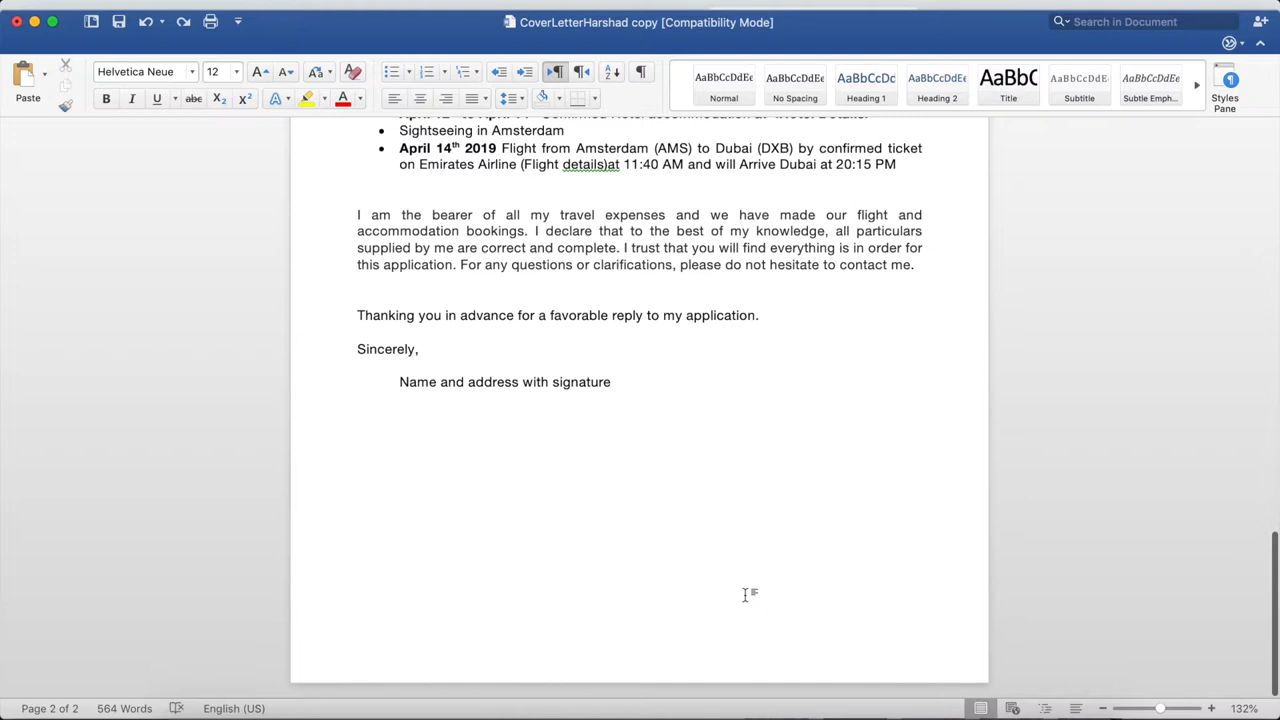 CoverLetterHarshad copy [Compatibility Mode]
Search in Document
Helvetica Neue
12
Paste
AaBbCcDdEe
Normal
AaBbCcDdEe
No Spacing
AaBbCcDc
Heading 1
AaBbCcDdEe
Heading 2
AaBbC
Title
AaBbCcDdEe
Subtitle
AaBbCcDdEe
Subtle Emph...
Styles
Pane
• Sightseeing in Amsterdam
• April 14th 2019 Flight from Amsterdam (AMS) to Dubai (DXB) by confirmed ticket
on Emirates Airline (Flight details)at 11:40 AM and will Arrive Dubai at 20:15 PM
I am the bearer of all my travel expenses and we have made our flight and
accommodation bookings. I declare that to the best of my knowledge, all particulars
supplied by me are correct and complete. I trust that you will find everything is in order for
this application. For any questions or clarifications, please do not hesitate to contact me.
Thanking you in advance for a favorable reply to my application.
Sincerely,
Name and address with signature
Page 2 of 2
564 Words
English (US)
132%